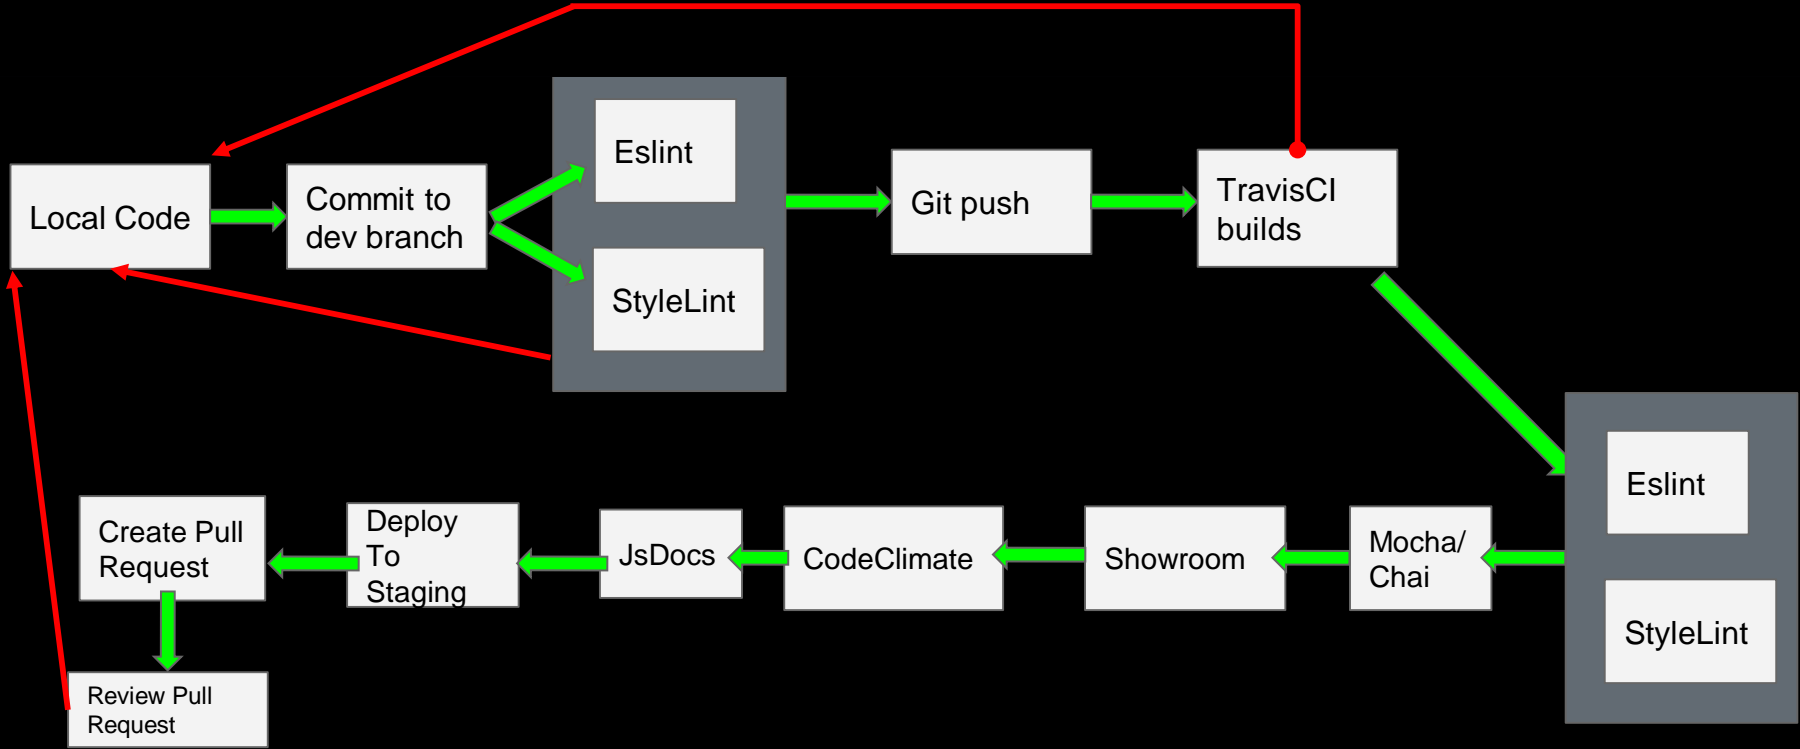 Local Code
Commit to
dev branch
Eslint
StyleLint
Git push
TravisCI
builds
Eslint
StyleLint
Mocha/
Chai
Showroom
CodeClimate
JsDocs
Deploy
To
Staging
Create Pull
Request
Review Pull
Request